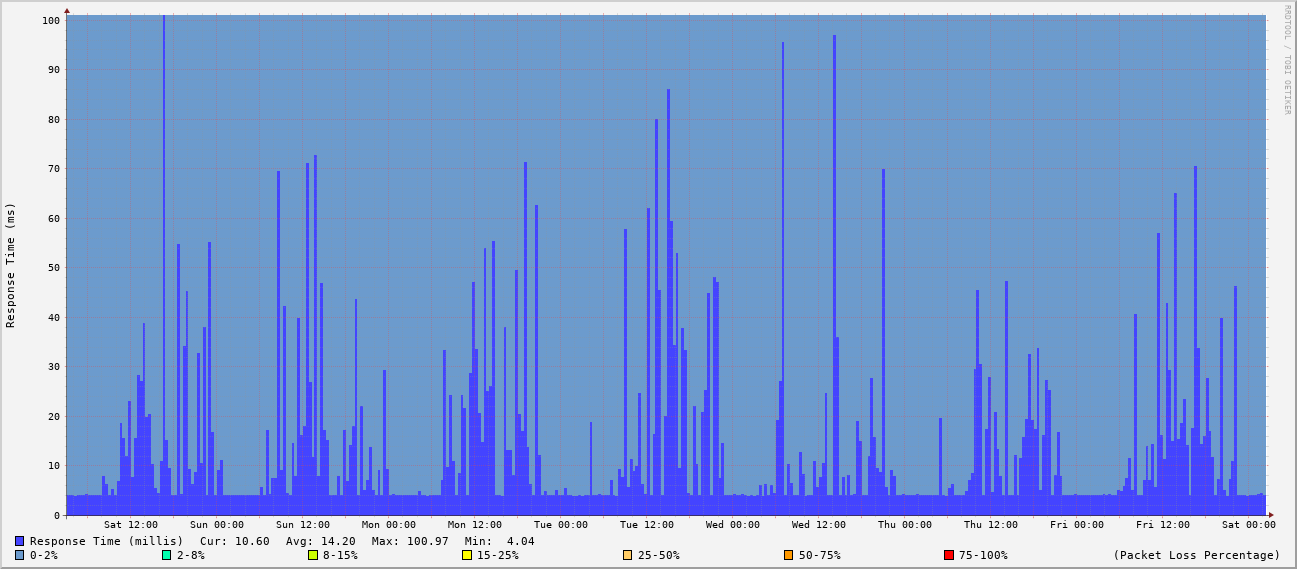 RRDTOOL / TOBI OETIKER
Response Time (ms)
100
90
80
70
60
50
40
30
20
10
0
Sat 12:00 Sun 00:00 Sun 12:00 Mon 00:00 Mon 12:00 Tue 00:00 Tue 12:00 Wed 00:00 Wed 12:00 Thu 00:00 Thu 12:00 Fri 00:00 Fri 12:00 Sat 00:00
Response Time (millis) Cur: 10.60 Avg: 14.20 Max: 100.97 Min: 4.04
0-2% 2-8% 8-15% 15-25% 25-50% 50-75% 75-100% (Packet Loss Percentage)